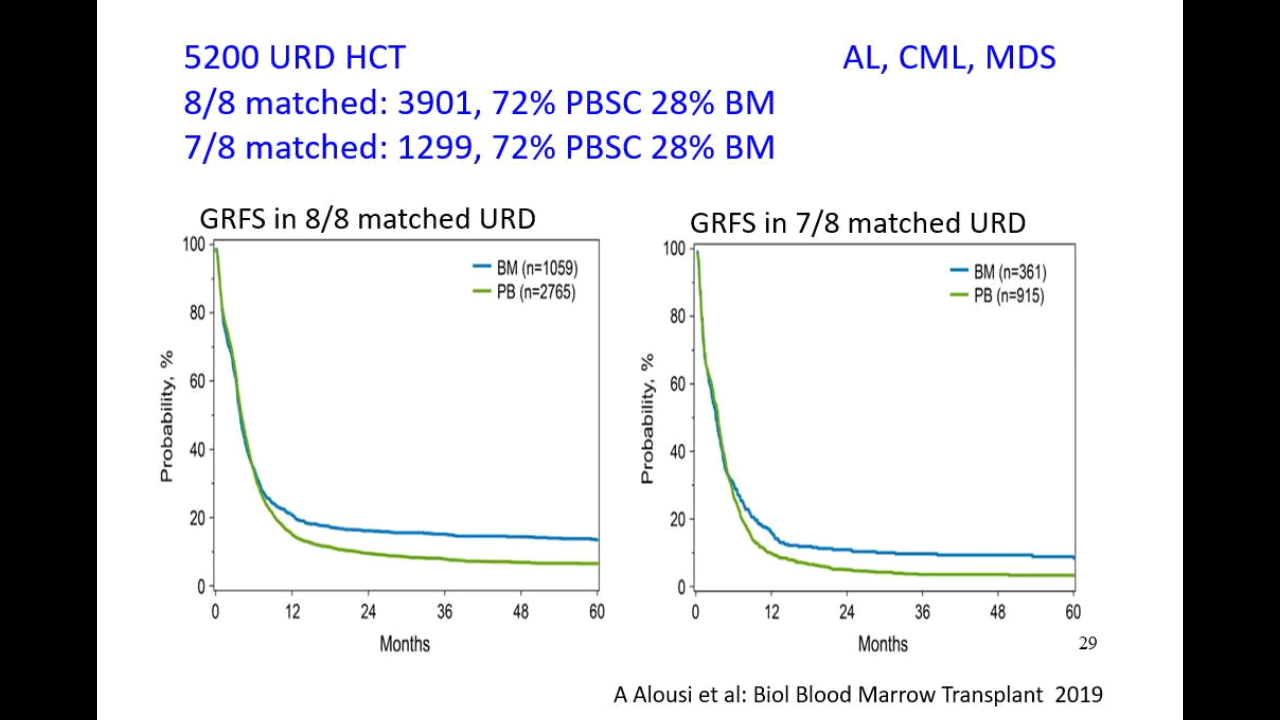 5200 URD HCT
AL, CML, MDS
8/8 matched: 3901, 72% PBSC 28% BM
7/8 matched: 1299, 72% PBSC 28% BM
GRFS in 8/8 matched URD
100
80
60
40
20
0
Probability, %
BM (n=1059)
PB (n=2765)
0 12 24 36 48 60
Months
GRFS in 7/8 matched URD
100
80
60
40
20
0
Probability, %
BM (n=361)
PB (n=915)
0 12 24 36 48 60
Months
29
A Alousi et al: Biol Blood Marrow Transplant 2019